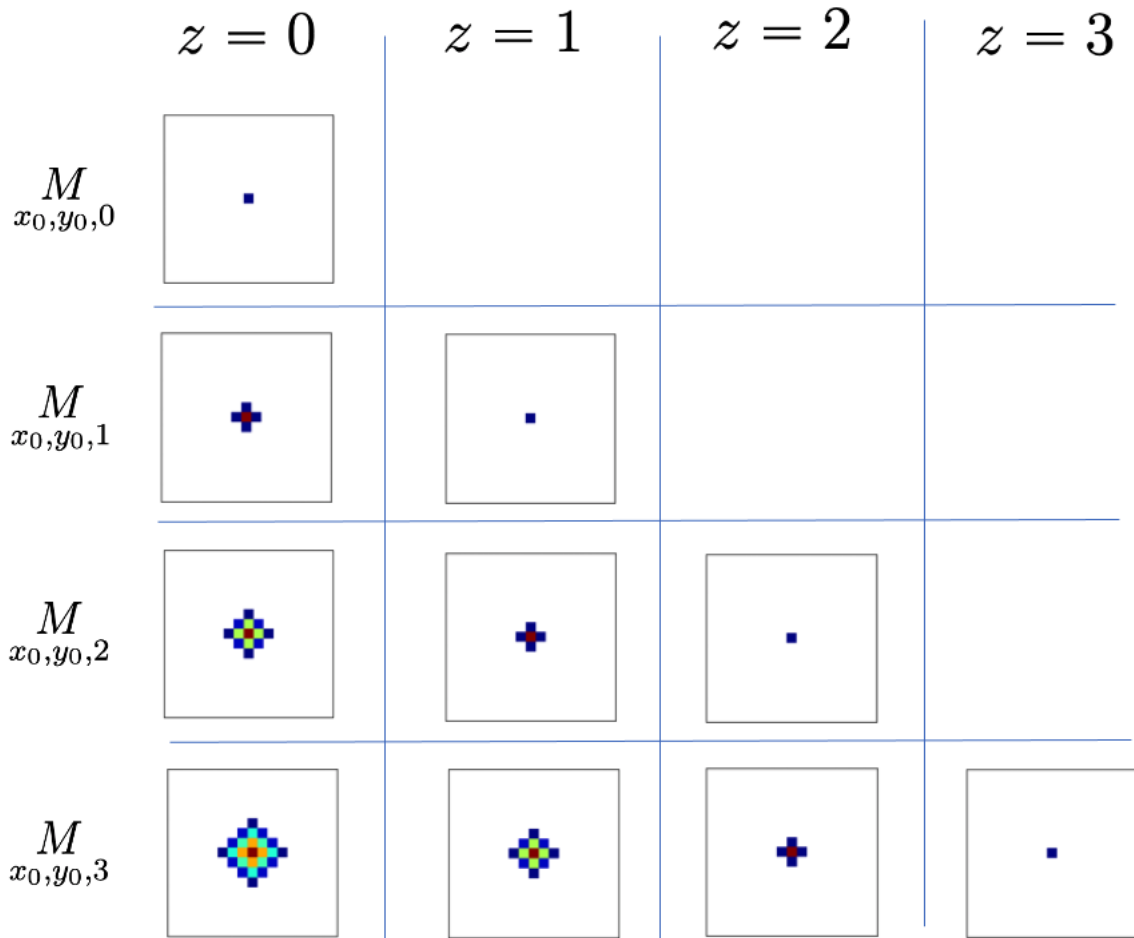 z = 0 z = 1 z = 2 z = 3
M
x₀,y₀,0
M
x₀,y₀,1
M
x₀,y₀,2
M
x₀,y₀,3